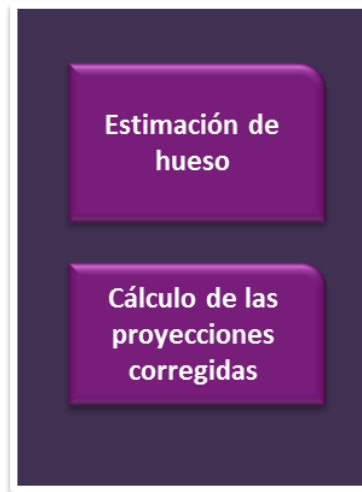 Estimación de
hueso
Cálculo de las
proyecciones
corregidas